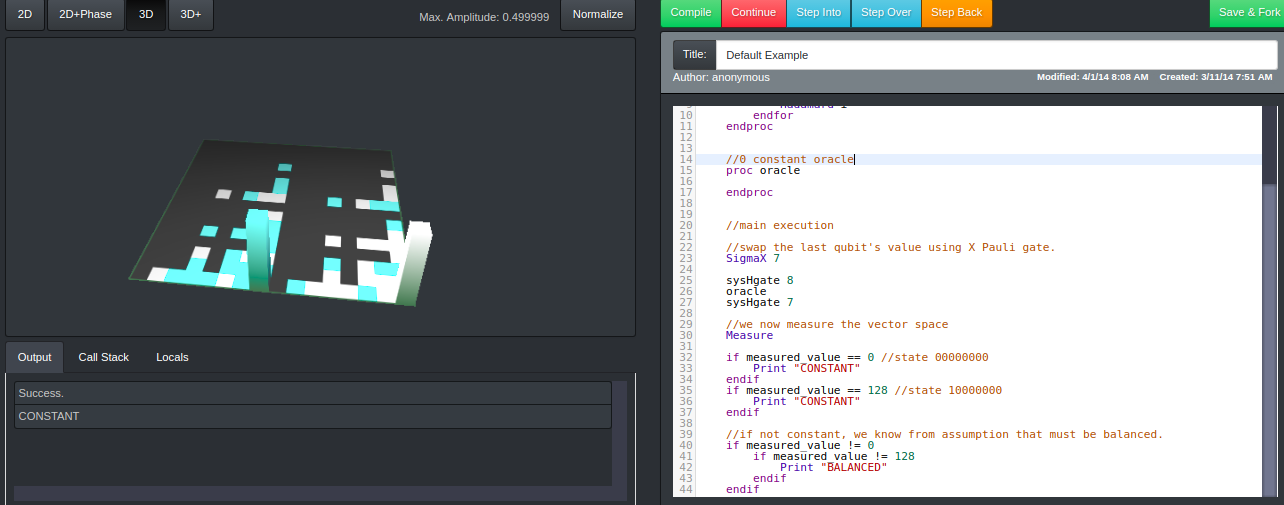 2D 2D+Phase 3D 3D+ Max. Amplitude: 0.499999 Normalize
Compile Continue Step Into Step Over Step Back Save & Fork
Title: Default Example
Author: anonymous Modified: 4/1/14 8:08 AM Created: 3/11/14 7:51 AM
10 endfor
11 endproc
12
13
14 //0 constant oracle
15 proc oracle
16
17 endproc
18
19
20 //main execution
21
22 //swap the last qubit's value using X Pauli gate.
23 SigmaX 7
24
25 sysHgate 8
26 oracle
27 sysHgate 7
28
29 //we now measure the vector space
30 Measure
31
32 if measured_value == 0 //state 00000000
33 Print "CONSTANT"
34 endif
35 if measured_value == 128 //state 10000000
36 Print "CONSTANT"
37 endif
38
39 //if not constant, we know from assumption that must be balanced.
40 if measured_value != 0
41 if measured_value != 128
42 Print "BALANCED"
43 endif
44 endif
Output Call Stack Locals
Success.
CONSTANT